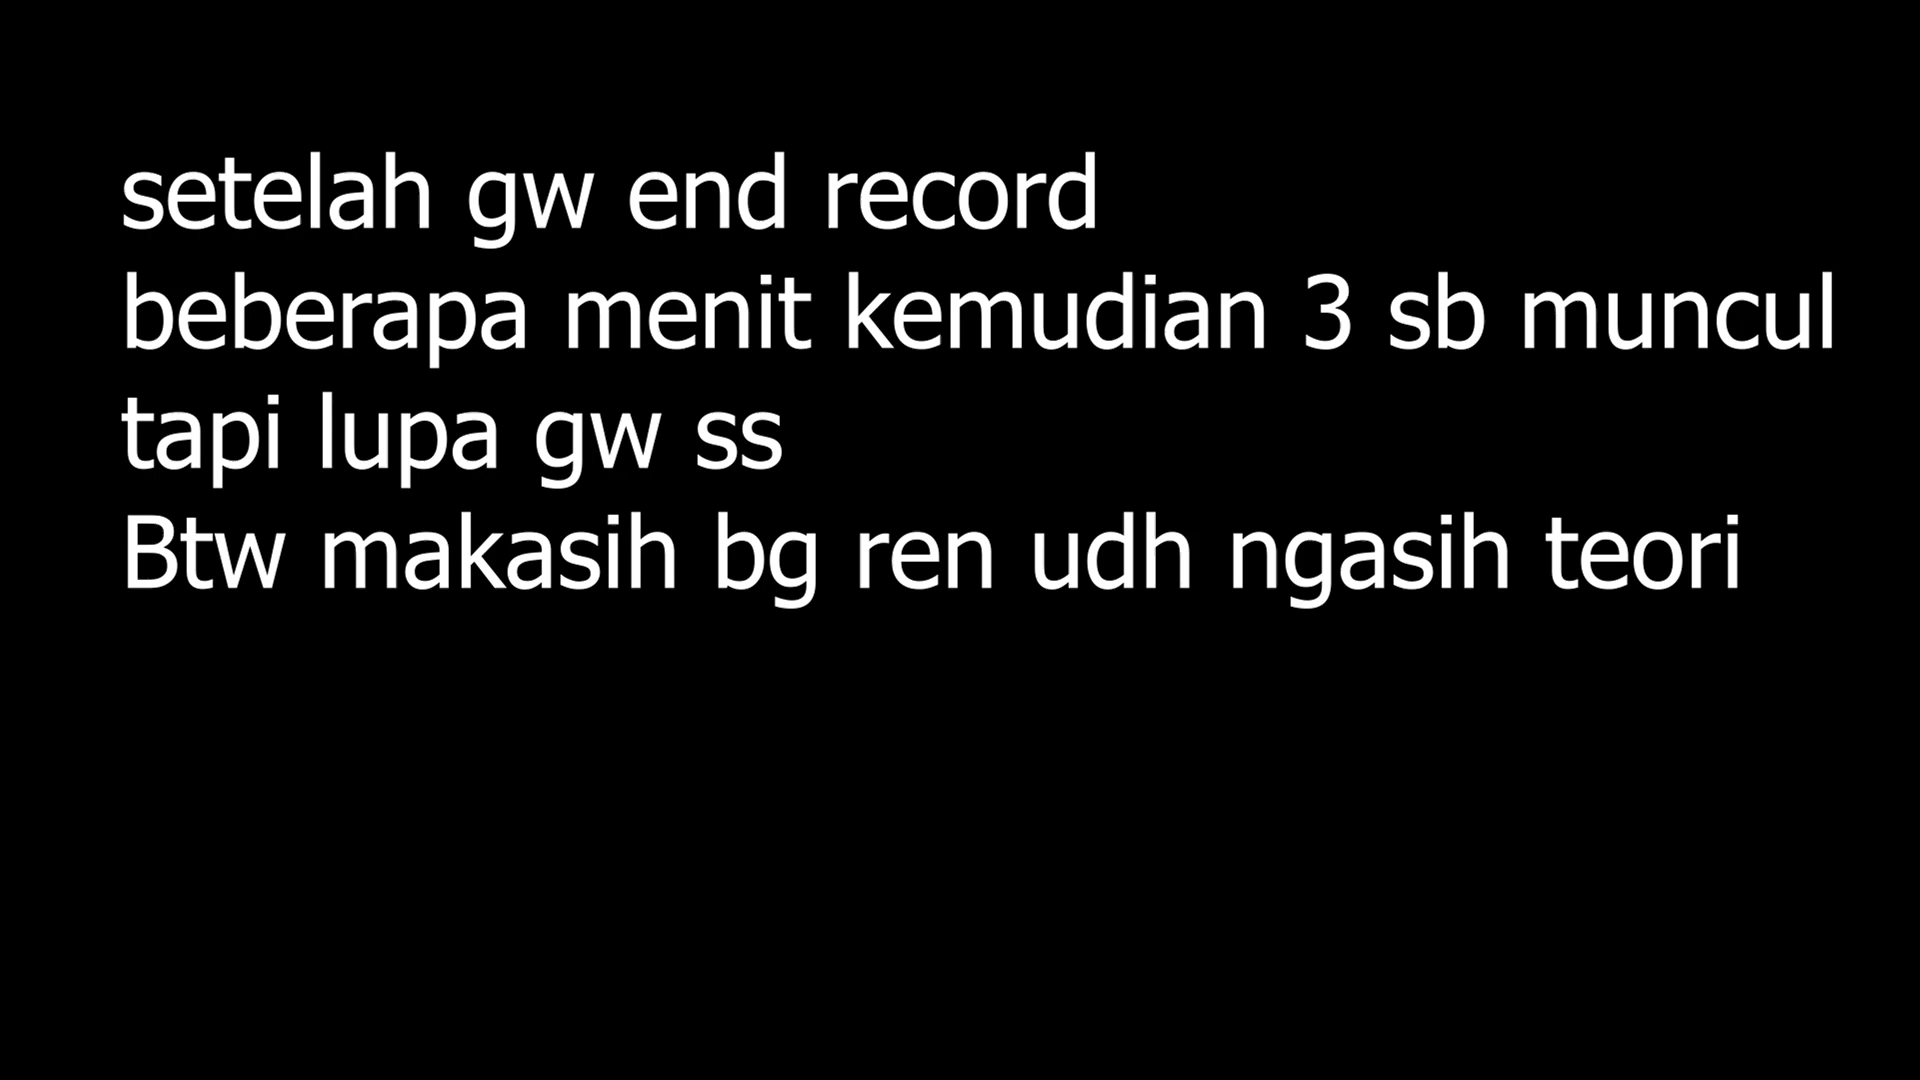 setelah gw end record
beberapa menit kemudian 3 sb muncul
tapi lupa gw ss
Btw makasih bg ren udh ngasih teori